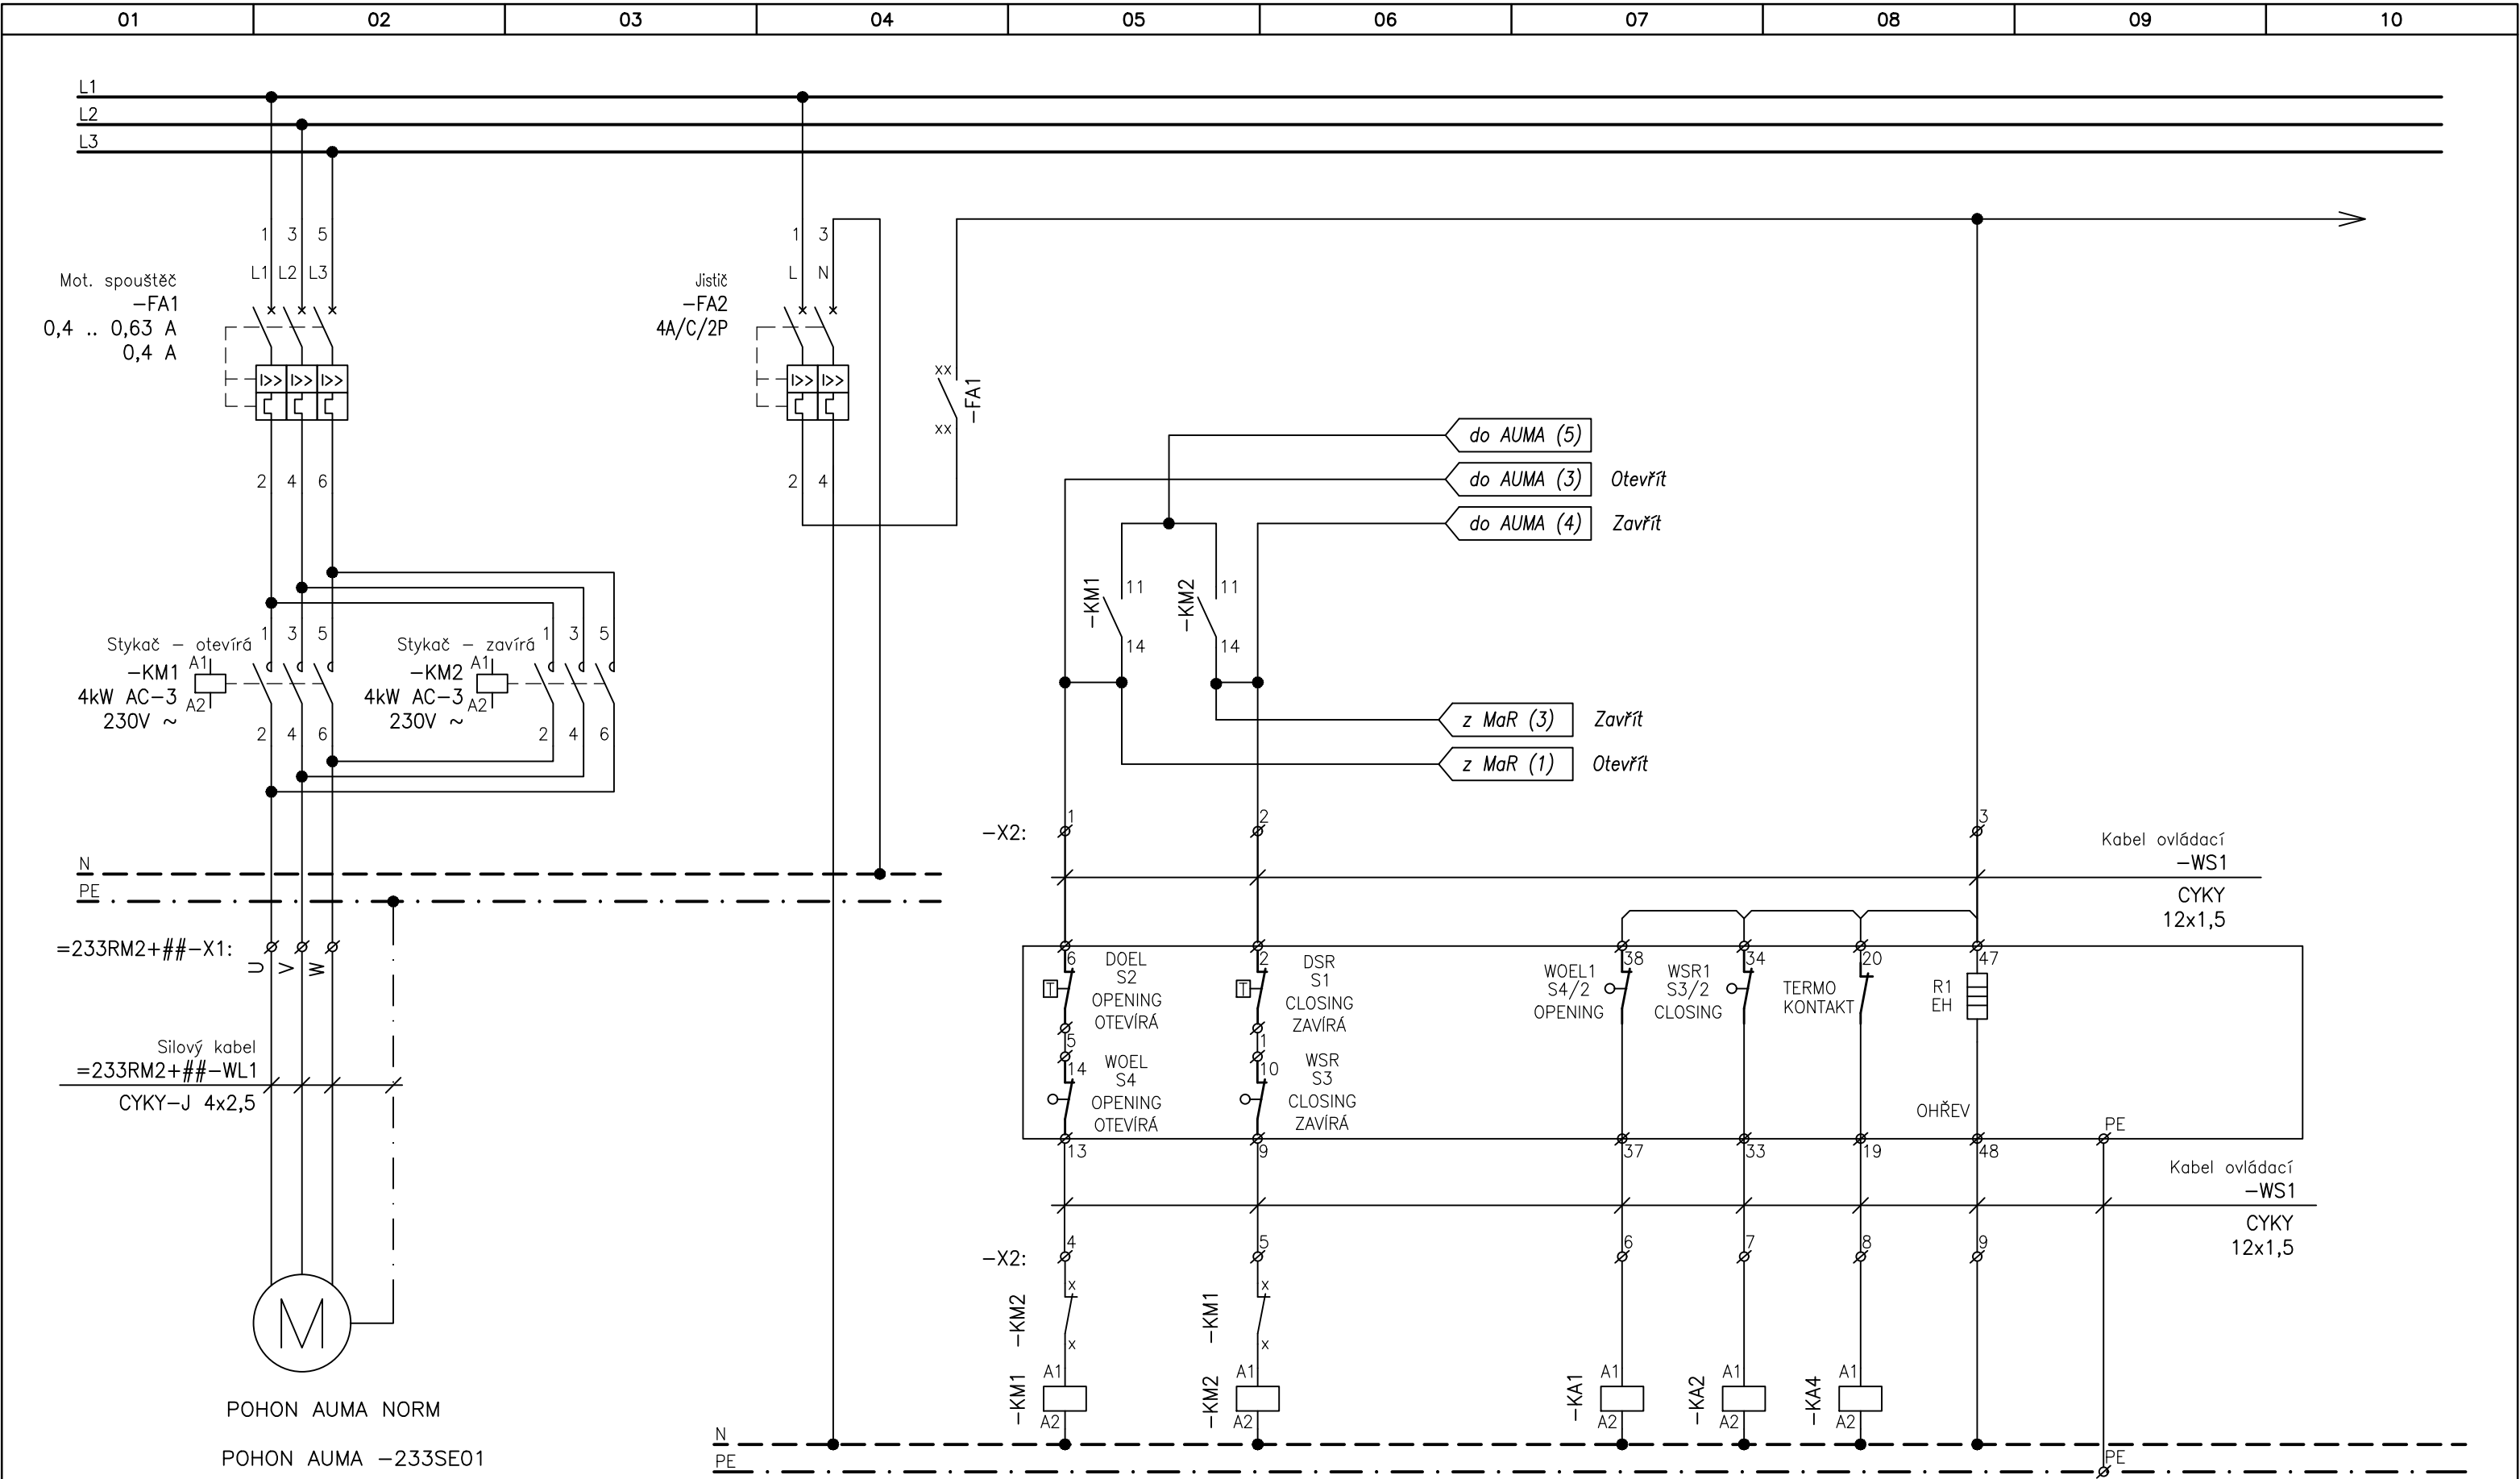 01 02 03 04 05 06 07 08 09 10
L1
L2
L3
1 3 5
L1 L2 L3
Mot. spouštěč
-FA1
0,4 .. 0,63 A
0,4 A
I>> I>> I>>
2 4 6
1 3
L N
Jistič
-FA2
4A/C/2P
I>> I>>
2 4
xx
-FA1
xx
do AUMA (5)
do AUMA (3) Otevřít
do AUMA (4) Zavřít
-KM1
11
14
-KM2
11
14
z MaR (3) Zavřít
z MaR (1) Otevřít
Stykač - otevírá
-KM1
4kW AC-3
230V ~
A1
A2
1 3 5
2 4 6
Stykač - zavírá
-KM2
4kW AC-3
230V ~
A1
A2
1 3 5
2 4 6
N
PE
=233RM2+##-X1:
U V W
Silový kabel
=233RM2+##-WL1
CYKY-J 4x2,5
M
POHON AUMA NORM
POHON AUMA -233SE01
-X2:
1 2 3
Kabel ovládací
-WS1
CYKY
12x1,5
6
DOEL
S2
OPENING
OTEVÍRÁ
T
5
14
WOEL
S4
OPENING
OTEVÍRÁ
13
2
DSR
S1
CLOSING
ZAVÍRÁ
T
1
10
WSR
S3
CLOSING
ZAVÍRÁ
9
38
WOEL1
S4/2
OPENING
37
34
WSR1
S3/2
CLOSING
33
20
TERMO
KONTAKT
19
47
R1
EH
OHŘEV
48
PE
Kabel ovládací
-WS1
CYKY
12x1,5
-X2:
4 5 6 7 8 9
-KM2
x
x
-KM1
x
x
-KM1
A1
A2
-KM2
A1
A2
-KA1
A1
A2
-KA2
A1
A2
-KA4
A1
A2
N
PE
PE